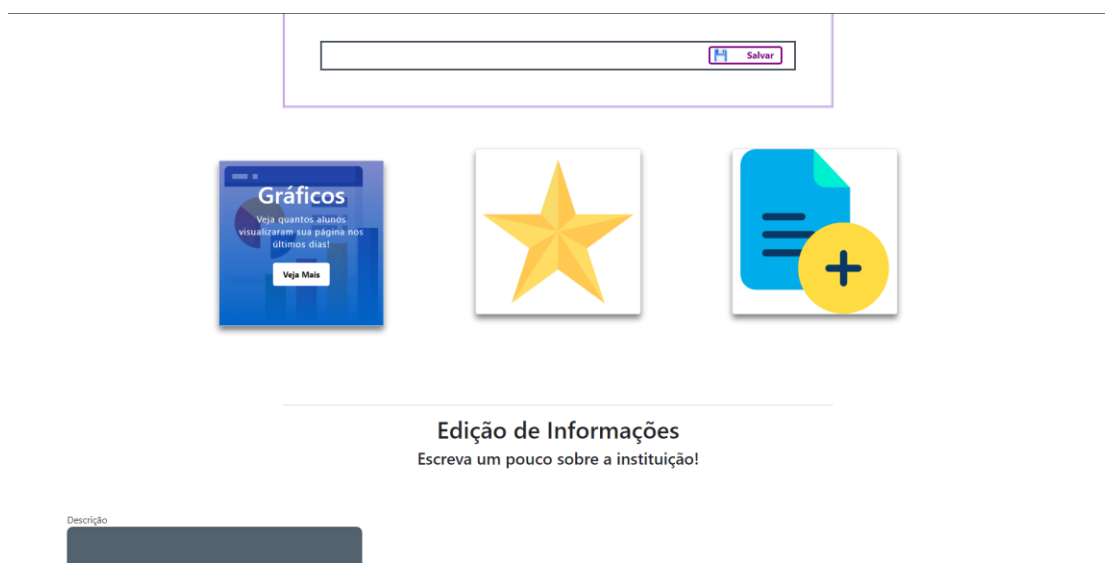 Salvar
Gráficos
Veja quantos alunos
visualizaram sua página nos
últimos dias!
Veja Mais
Edição de Informações
Escreva um pouco sobre a instituição!
Descrição